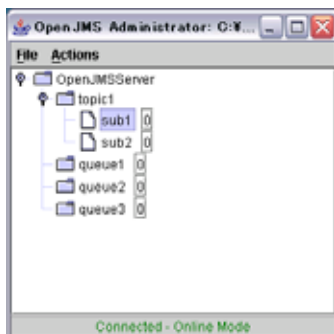 OpenJMS Administrator: C:¥...
File Actions
OpenJMSServer
topic1
sub1 0
sub2 0
queue1 0
queue2 0
queue3 0
Connected - Online Mode